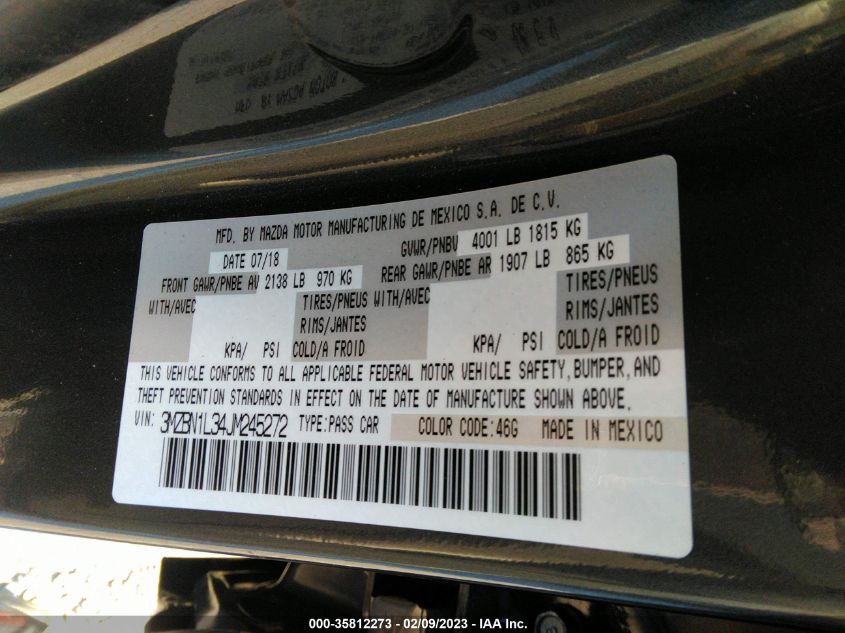 MFD. BY MAZDA MOTOR MANUFACTURING DE MEXICO S.A. DE C.V.
DATE 07/18 GVWR/PNBV 4001 LB 1815 KG
FRONT GAWR/PNBE AV 2138 LB 970 KG REAR GAWR/PNBE AR 1907 LB 865 KG
WITH/AVEC TIRES/PNEUS WITH/AVEC TIRES/PNEUS
RIMS/JANTES RIMS/JANTES
KPA/ PSI COLD/A FROID KPA/ PSI COLD/A FROID
THIS VEHICLE CONFORMS TO ALL APPLICABLE FEDERAL MOTOR VEHICLE SAFETY, BUMPER, AND
THEFT PREVENTION STANDARDS IN EFFECT ON THE DATE OF MANUFACTURE SHOWN ABOVE.
VIN: 3MZBN1L34JM245272 TYPE: PASS CAR COLOR CODE: 46G MADE IN MEXICO
000-35812273 - 02/09/2023 - IAA Inc.